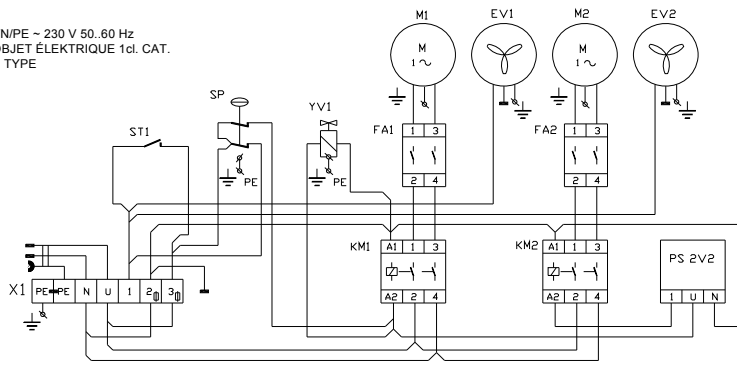 N/PE ~ 230 V 50..60 Hz
OBJET ÉLEKTRIQUE 1cl. CAT.
TYPE
M1 EV1 M2 EV2
M M
1~ 1~
SP
YV1
ST1
FA1 1 3 FA2 1 3
2 4 2 4
PE PE
KM1 A1 1 3 KM2 A1 1 3
PS 2V2
A2 2 4 A2 2 4 1 U N
X1 PE PE N U 1 2 3